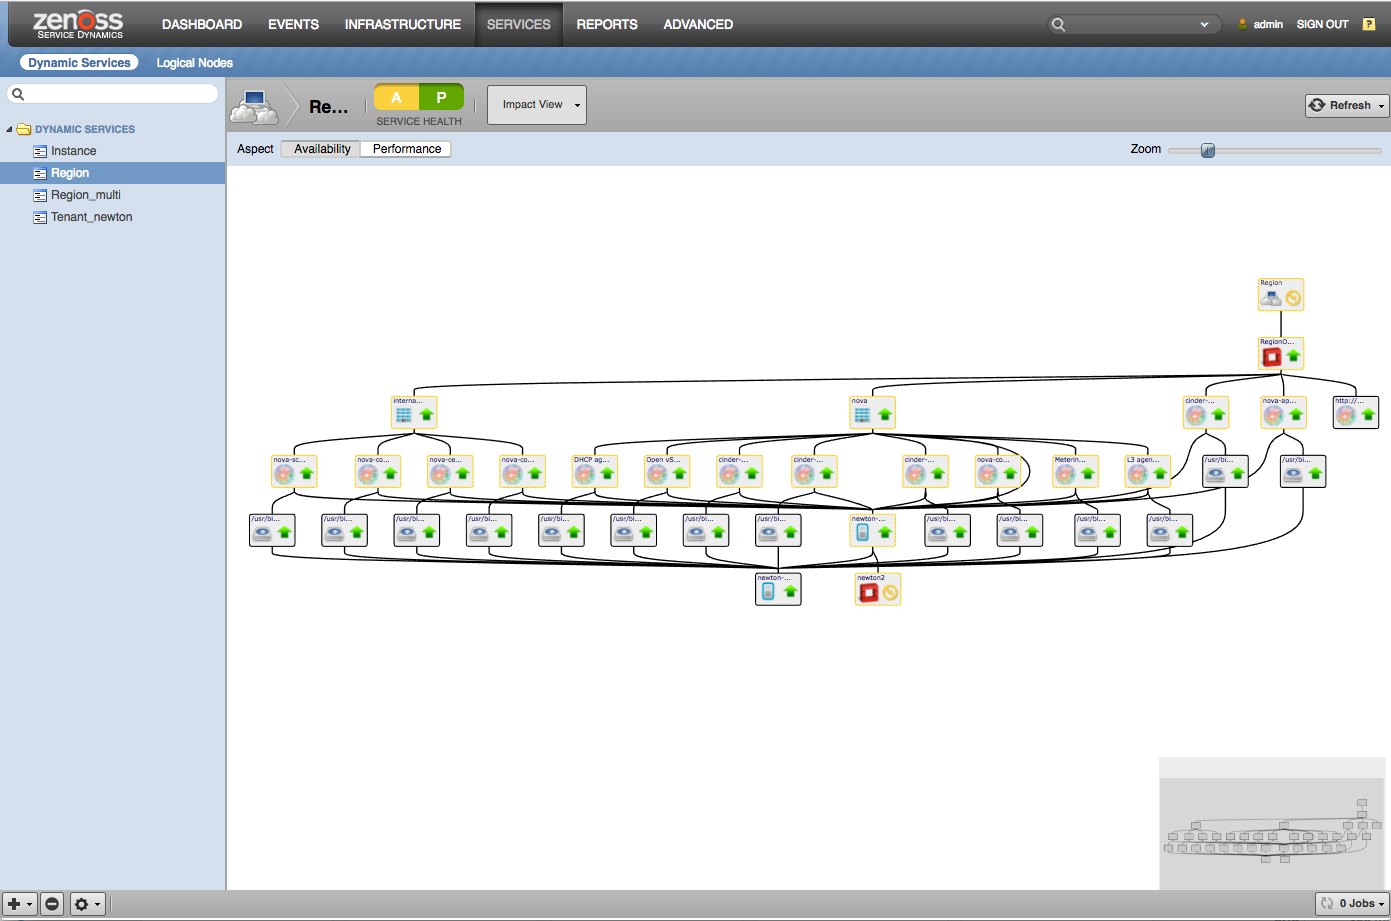 zenoss
SERVICE DYNAMICS
DASHBOARD EVENTS INFRASTRUCTURE SERVICES REPORTS ADVANCED
admin SIGN OUT ?
Dynamic Services Logical Nodes
Re... A P
SERVICE HEALTH
Impact View
Refresh
DYNAMIC SERVICES
Instance
Region
Region_multi
Tenant_newton
Aspect Availability Performance Zoom
Region
RegionO...
interna... nova cinder-... nova-ap... http://...
nova-sc... nova-co... nova-ce... nova-co... DHCP ag... Open vS... cinder-... cinder-... cinder-... nova-co... Meterin... L3 agen... /usr/bi... /usr/bi...
/usr/bi... /usr/bi... /usr/bi... /usr/bi... /usr/bi... /usr/bi... /usr/bi... /usr/bi... newton-... /usr/bi... /usr/bi... /usr/bi... /usr/bi...
newton-... newton2
0 Jobs